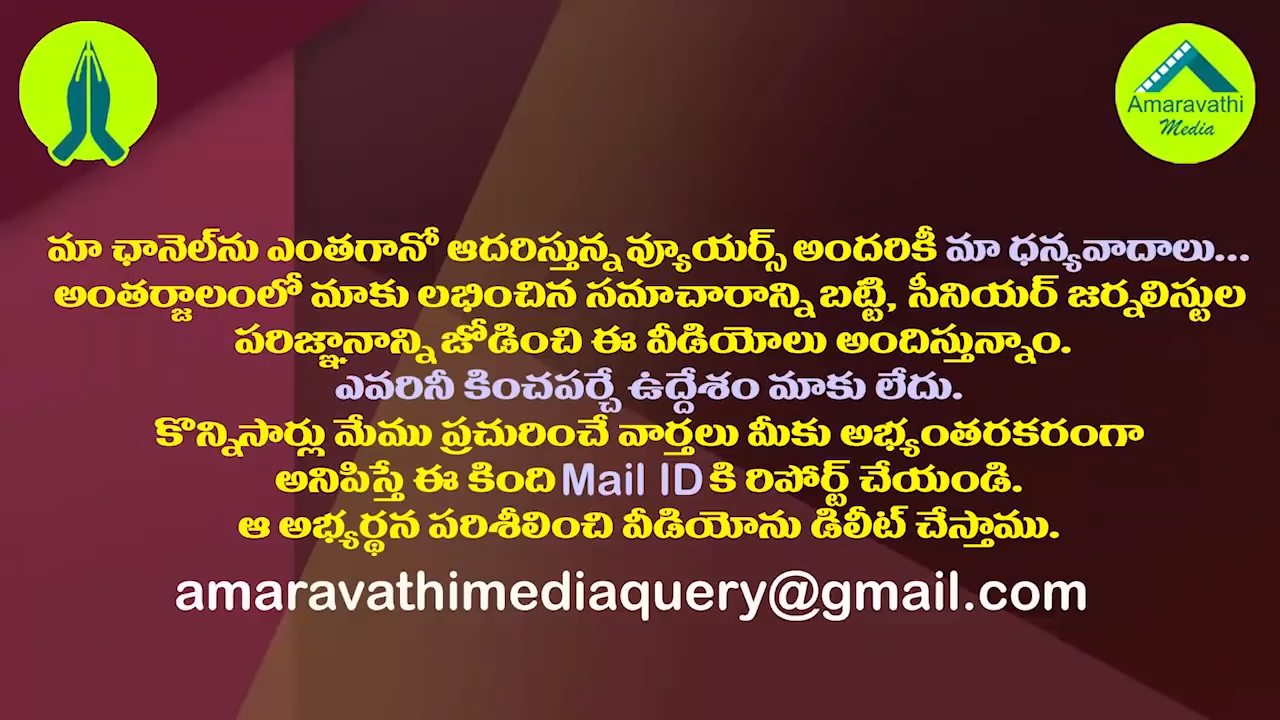 Amaravathi
Media
మా ఛానెల్‌ను ఎంతగానో ఆదరిస్తున్న వ్యూయర్స్ అందరికీ మా ధన్యవాదాలు...
అంతర్జాలంలో మాకు లభించిన సమాచారాన్ని బట్టి, సీనియర్ జర్నలిస్టుల
పరిజ్ఞానాన్ని జోడించి ఈ వీడియోలు అందిస్తున్నాం.
ఎవరినీ కించపర్చే ఉద్దేశం మాకు లేదు.
కొన్నిసార్లు మేము ప్రచురించే వార్తలు మీకు అభ్యంతరకరంగా
అనిపిస్తే ఈ కింది Mail ID కి రిపోర్ట్ చేయండి.
ఆ అభ్యర్థన పరిశీలించి వీడియోను డిలీట్ చేస్తాము.
amaravathimediaquery@gmail.com